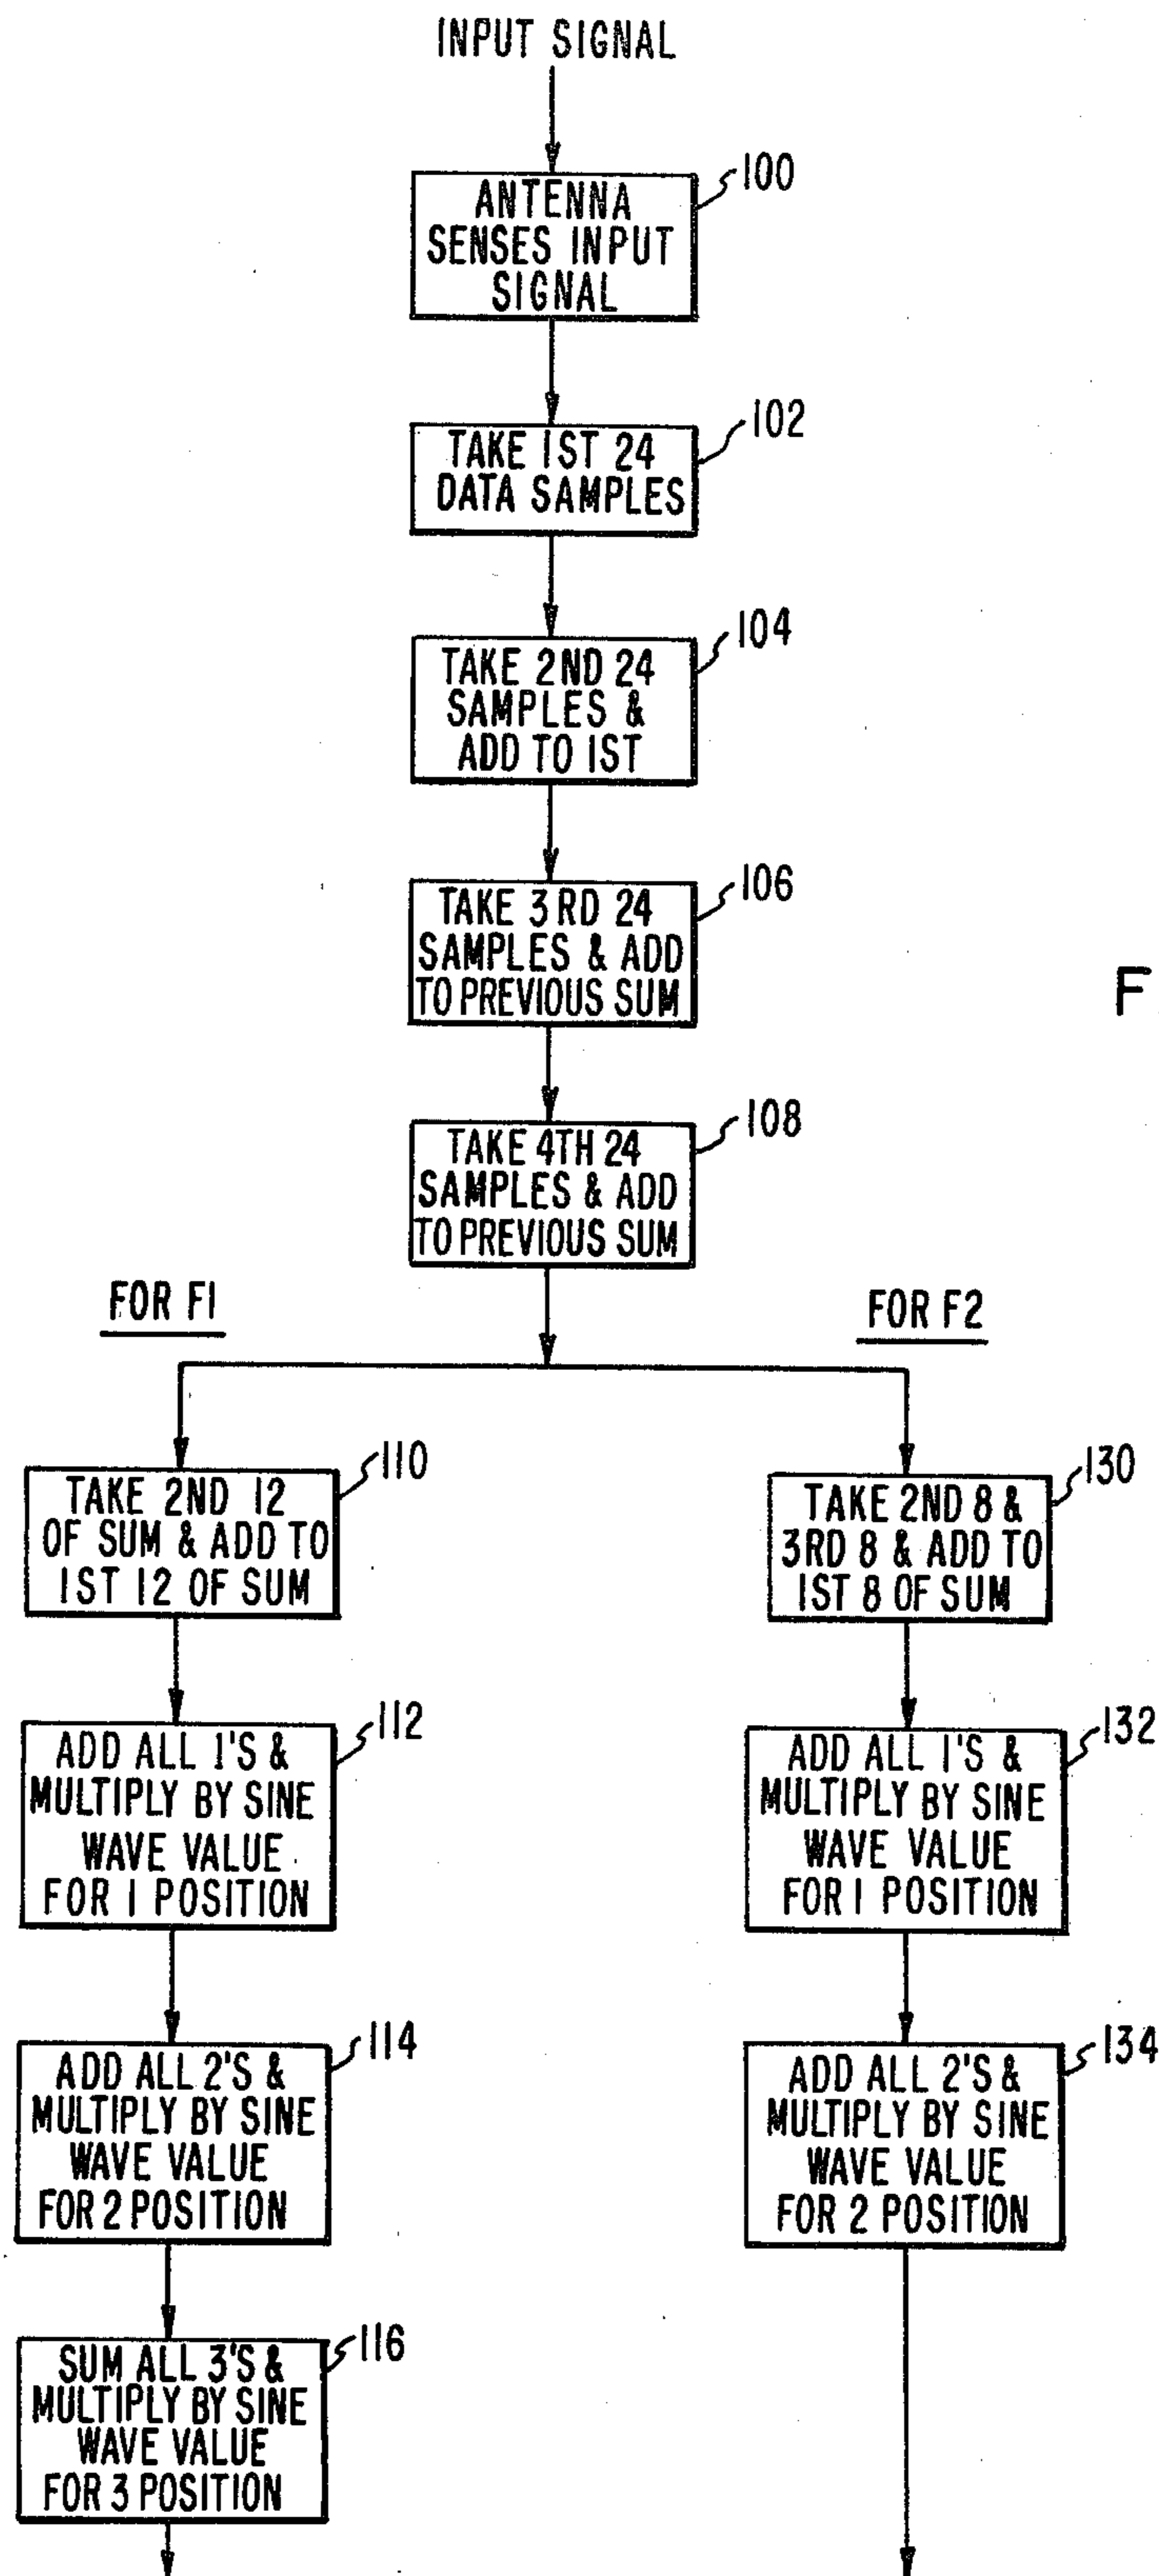 INPUT SIGNAL
100
ANTENNA
SENSES INPUT
SIGNAL
102
TAKE 1ST 24
DATA SAMPLES
104
TAKE 2ND 24
SAMPLES &
ADD TO 1ST
106
TAKE 3RD 24
SAMPLES & ADD
TO PREVIOUS SUM
F
108
TAKE 4TH 24
SAMPLES & ADD
TO PREVIOUS SUM
FOR F1
FOR F2
110
TAKE 2ND 12
OF SUM & ADD TO
1ST 12 OF SUM
130
TAKE 2ND 8 &
3RD 8 & ADD TO
1ST 8 OF SUM
112
ADD ALL 1'S &
MULTIPLY BY SINE
WAVE VALUE
FOR 1 POSITION
132
ADD ALL 1'S &
MULTIPLY BY SINE
WAVE VALUE
FOR 1 POSITION
114
ADD ALL 2'S &
MULTIPLY BY SINE
WAVE VALUE
FOR 2 POSITION
134
ADD ALL 2'S &
MULTIPLY BY SINE
WAVE VALUE
FOR 2 POSITION
116
SUM ALL 3'S &
MULTIPLY BY SINE
WAVE VALUE
FOR 3 POSITION